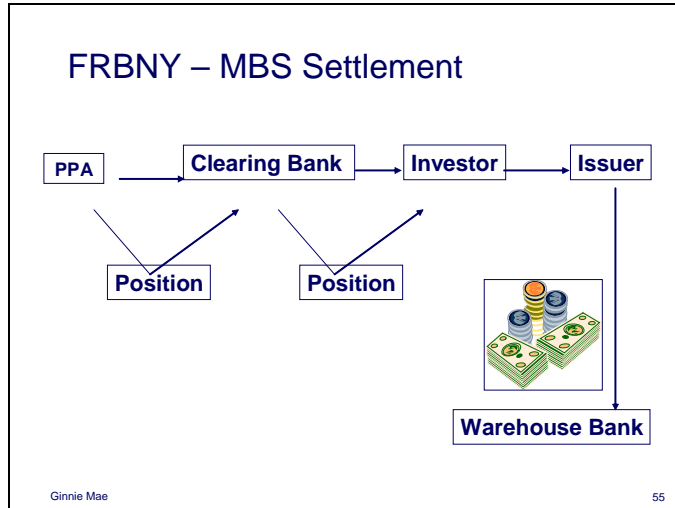 FRBNY – MBS Settlement
PPA
Clearing Bank
Investor
Issuer
Position
Position
Warehouse Bank
Ginnie Mae
55